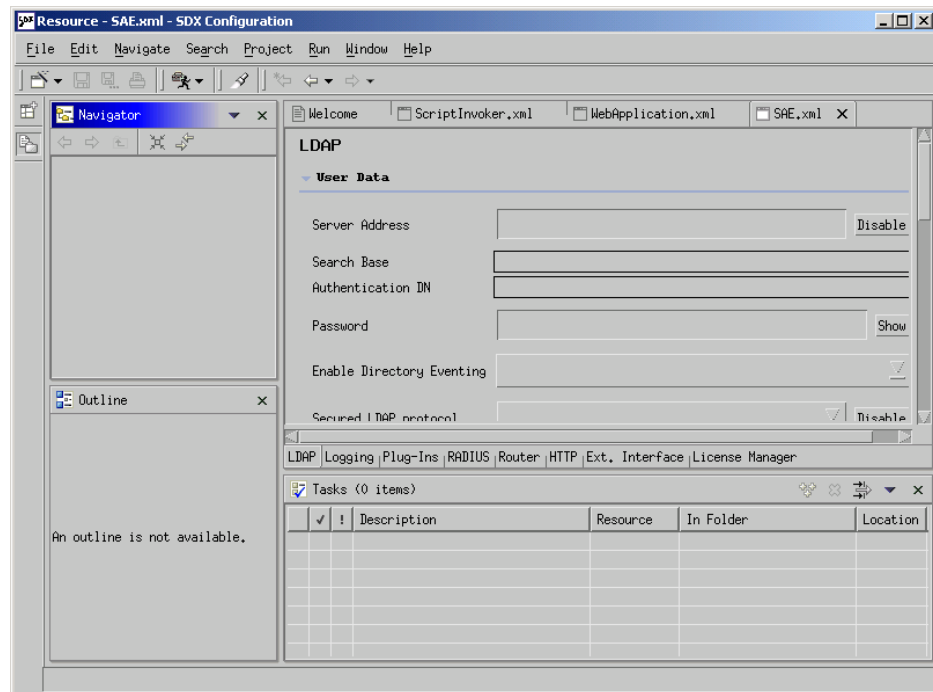 SDX Resource - SAE.xml - SDX Configuration
File Edit Navigate Search Project Run Window Help
Navigator
Welcome ScriptInvoker.xml WebApplication.xml SAE.xml
LDAP
User Data
Server Address Disable
Search Base
Authentication DN
Password Show
Enable Directory Eventing
Secured LDAP protocol Disable
LDAP Logging Plug-Ins RADIUS Router HTTP Ext. Interface License Manager
Outline
An outline is not available.
Tasks (0 items)
✓ ! Description Resource In Folder Location